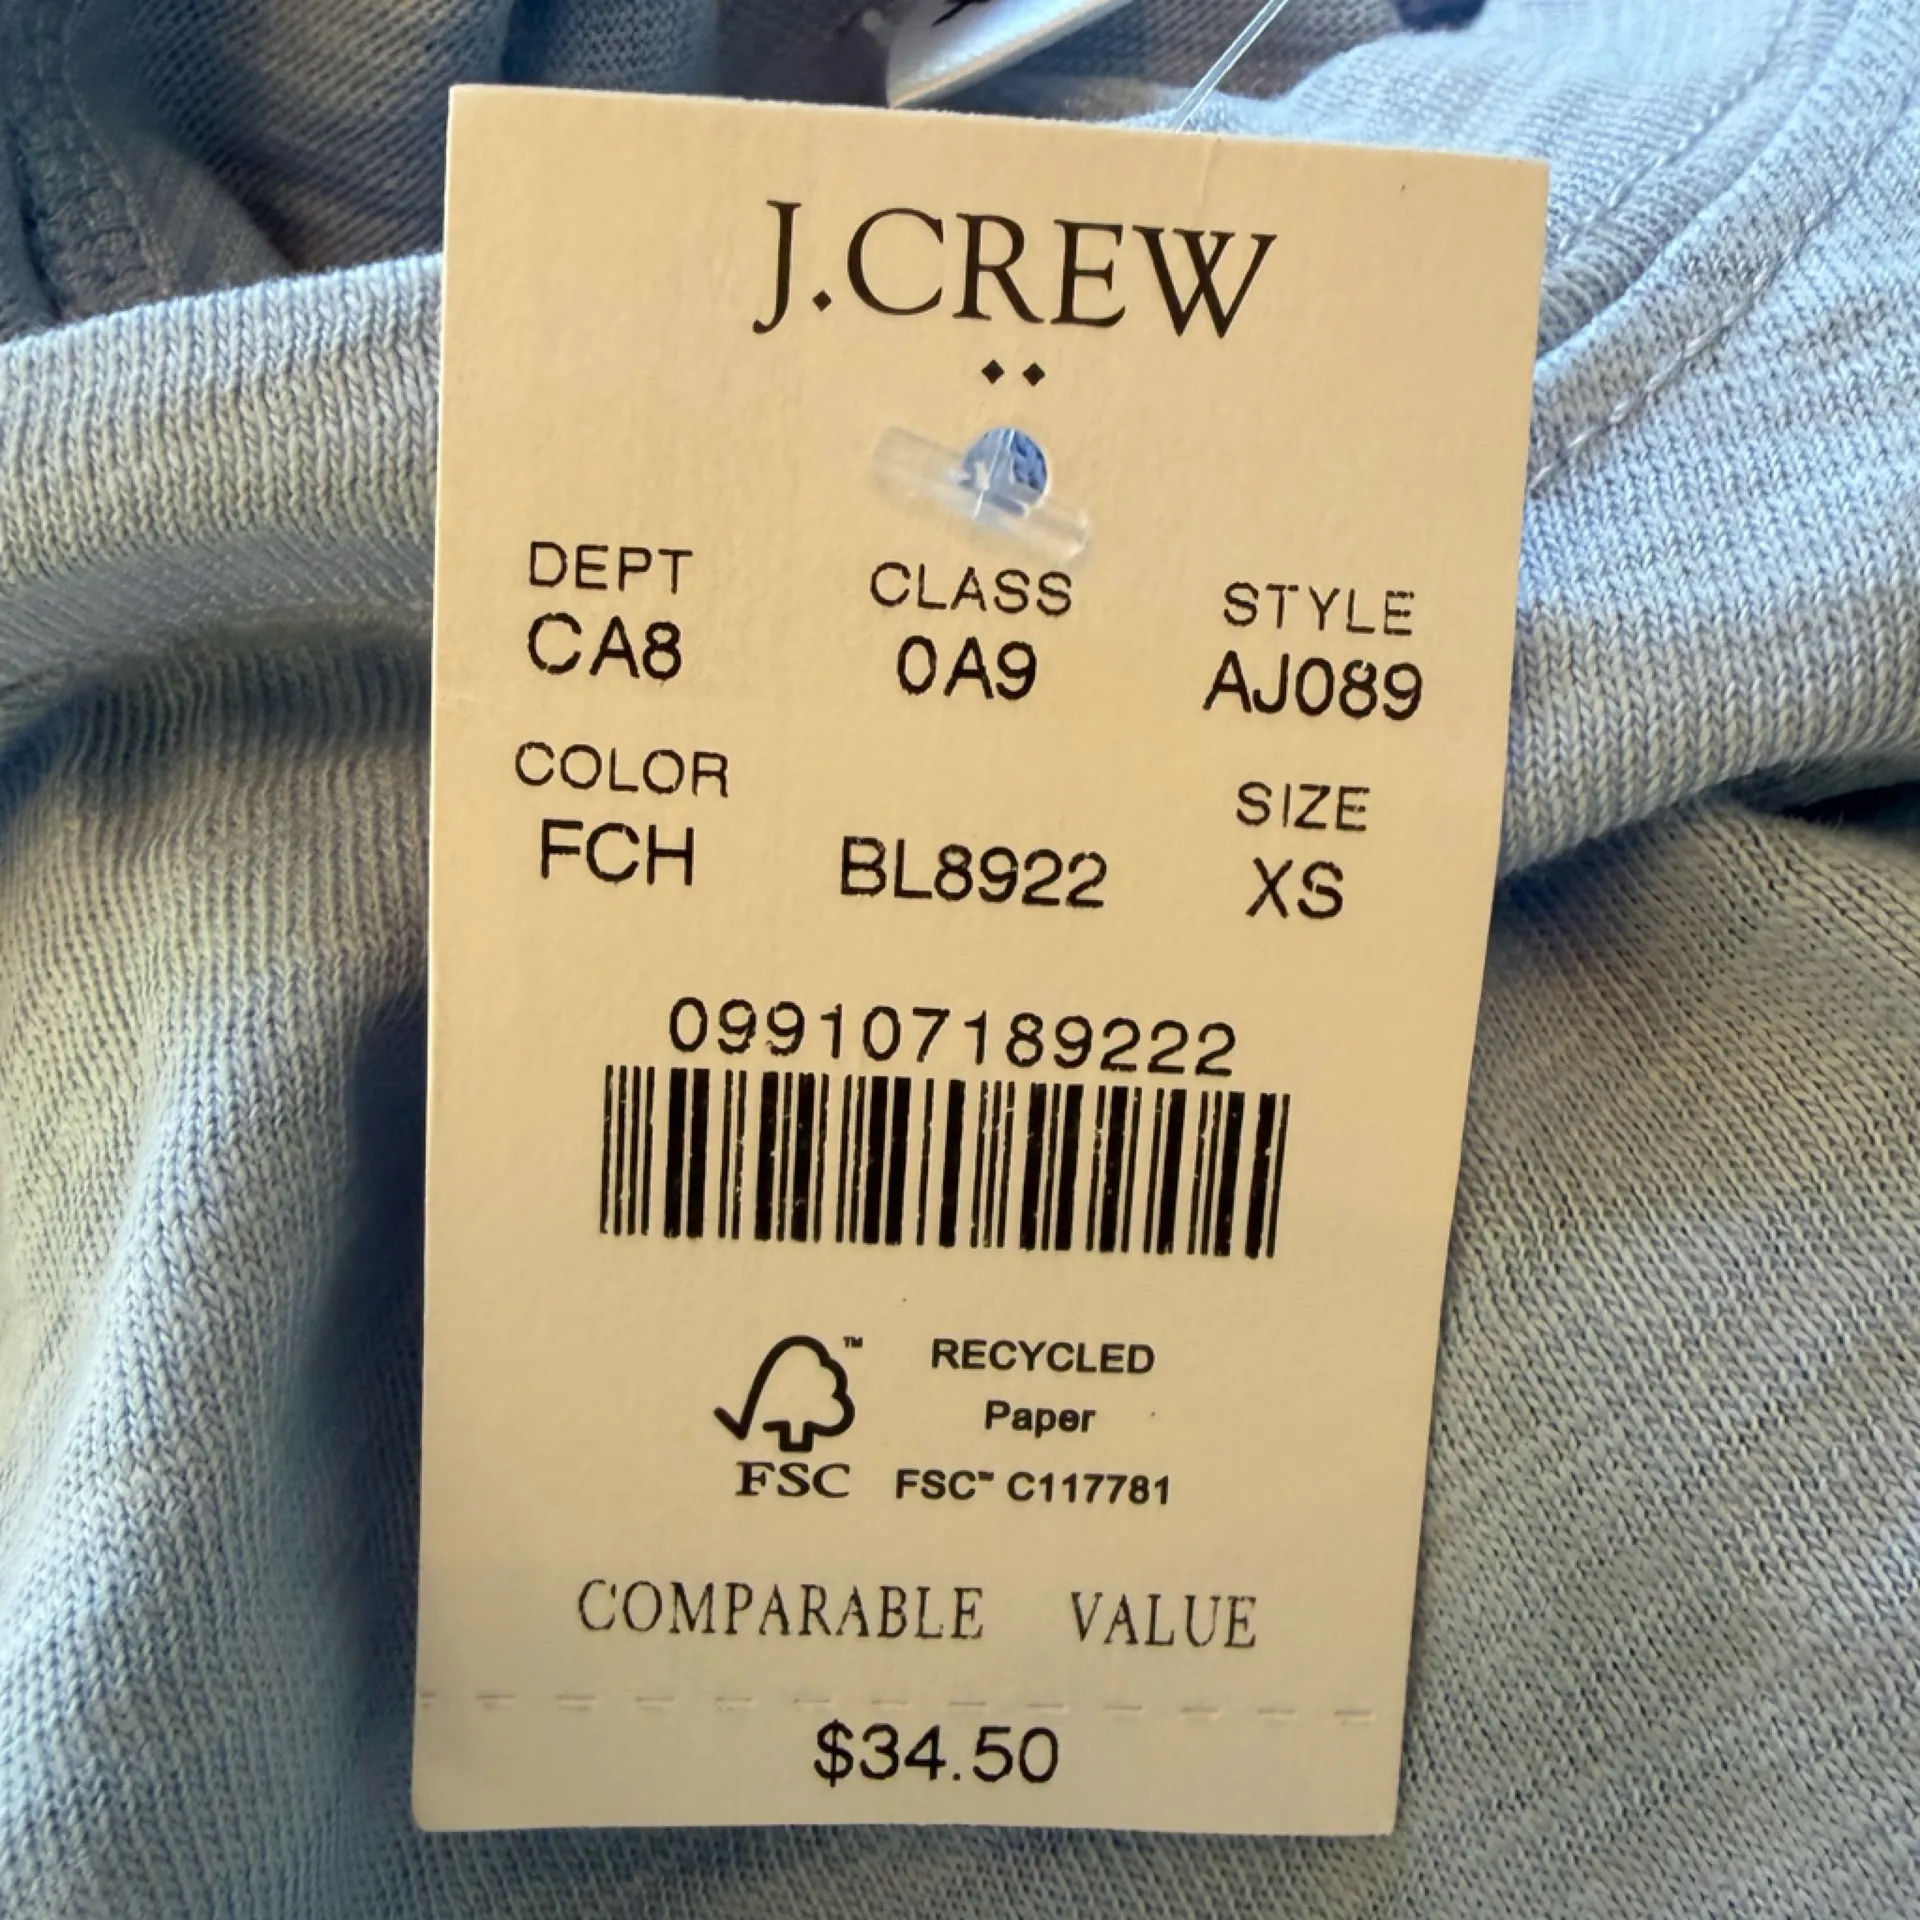 J.CREW
DEPT CLASS STYLE
CA8 0A9 AJ089
COLOR SIZE
FCH BL8922 XS
099107189222
™ RECYCLED
Paper
FSC FSC™ C117781
COMPARABLE VALUE
$34.50